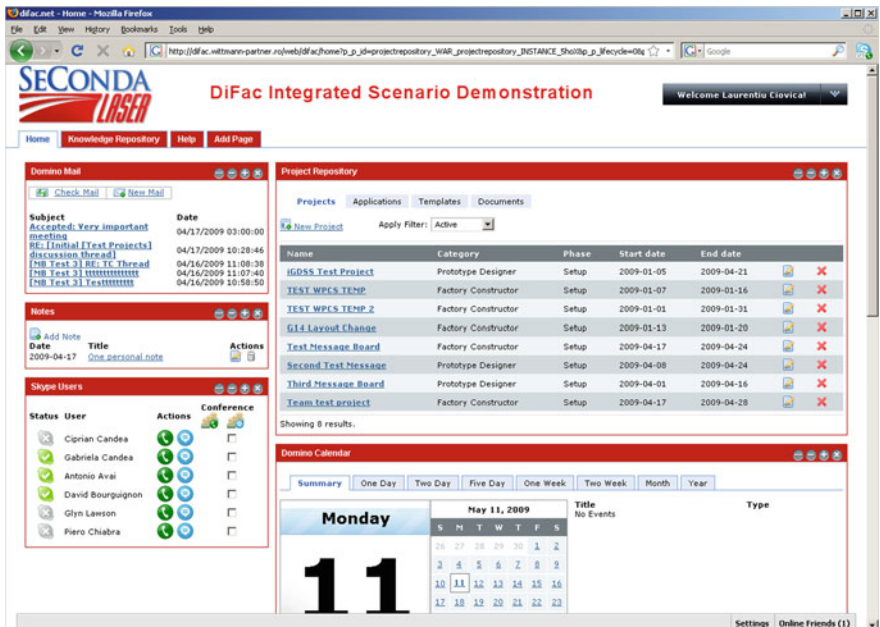 difac.net - Home - Mozilla Firefox
File Edit View History Bookmarks Tools Help
http://difac.wittmann-partner.ro/web/difac/home?p_p_id=projectrepository_WAR_projectrepository_INSTANCE_5hoX&p_p_lifecycle=0&
Google
SECONDA
LASER
DiFac Integrated Scenario Demonstration
Welcome Laurentiu Ciovica!
Home Knowledge Repository Help Add Page
Domino Mail
Check Mail New Mail
Subject Date
Accepted: Very important
meeting 04/17/2009 03:00:00
RE: [Initial [Test Projects]
discussion thread] 04/17/2009 10:28:46
[MB Test 3] RE: TC Thread 04/16/2009 11:08:38
[MB Test 3] 04/16/2009 11:07:40
[MB Test 3] 04/16/2009 10:58:50
Notes
Add Note
Date Title Actions
2009-04-17 One personal note
Skype Users
Conference
Status User Actions
Ciprian Candea
Gabriela Candea
Antonio Avai
David Bourguignon
Glyn Lawson
Piero Chiabra
Project Repository
Projects Applications Templates Documents
New Project Apply Filter: Active
Name Category Phase Start date End date
iGDSS Test Project Prototype Designer Setup 2009-01-05 2009-04-21
TEST WPCS TEMP Factory Constructor Setup 2009-01-07 2009-01-16
TEST WPCS TEMP 2 Factory Constructor Setup 2009-01-01 2009-01-31
G14 Layout Change Factory Constructor Setup 2009-01-13 2009-01-20
Test Message Board Factory Constructor Setup 2009-04-17 2009-04-24
Second Test Message Prototype Designer Setup 2009-04-08 2009-04-24
Third Message Board Prototype Designer Setup 2009-04-01 2009-04-16
Team test project Factory Constructor Setup 2009-04-17 2009-04-28
Showing 8 results.
Domino Calendar
Summary One Day Two Day Five Day One Week Two Week Month Year
Monday
11
May 11, 2009
S M T W T F S
26 27 28 29 30 1 2
3 4 5 6 7 8 9
10 11 12 13 14 15 16
17 18 19 20 21 22 23
Title Type
No Events
Settings Online Friends (1)